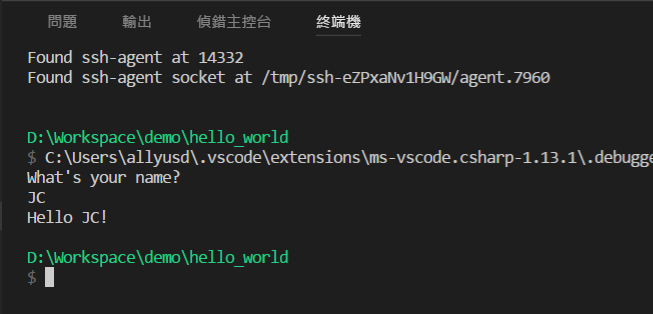 問題 輸出 偵錯主控台 終端機
Found ssh-agent at 14332
Found ssh-agent socket at /tmp/ssh-eZPxaNv1H9GW/agent.7960
D:\Workspace\demo\hello_world
$ C:\Users\allyusd\.vscode\extensions\ms-vscode.csharp-1.13.1\.debugge
What's your name?
JC
Hello JC!
D:\Workspace\demo\hello_world
$